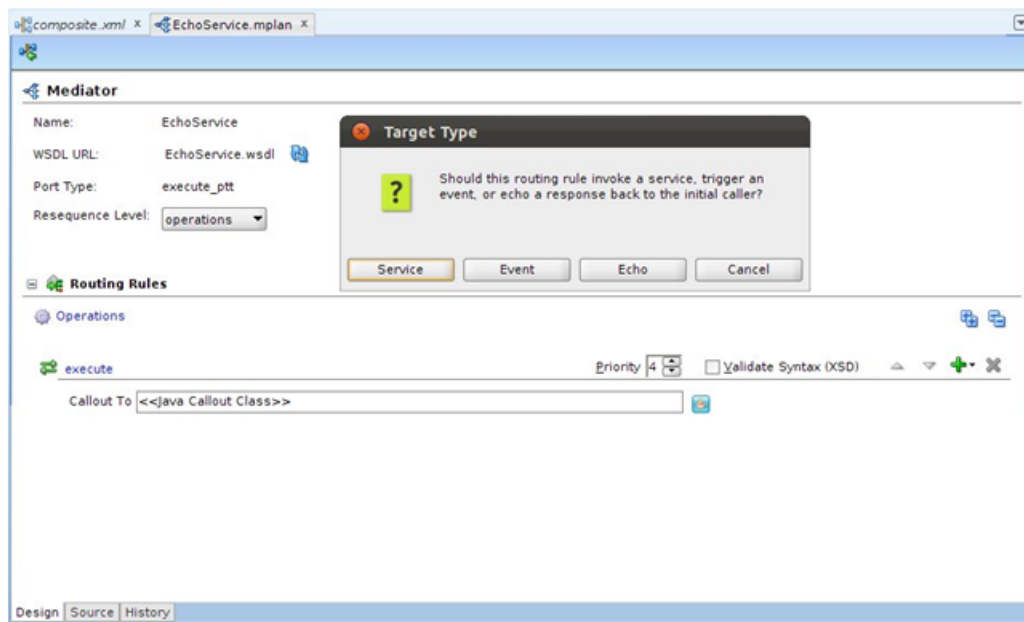 composite.xml x EchoService.mplan x
Mediator
Name: EchoService
WSDL URL: EchoService.wsdl
Port Type: execute_ptt
Resequence Level: operations
Target Type
?
Should this routing rule invoke a service, trigger an
event, or echo a response back to the initial caller?
Service Event Echo Cancel
Routing Rules
Operations
execute Priority 4 Validate Syntax (XSD)
Callout To <<Java Callout Class>>
Design Source History